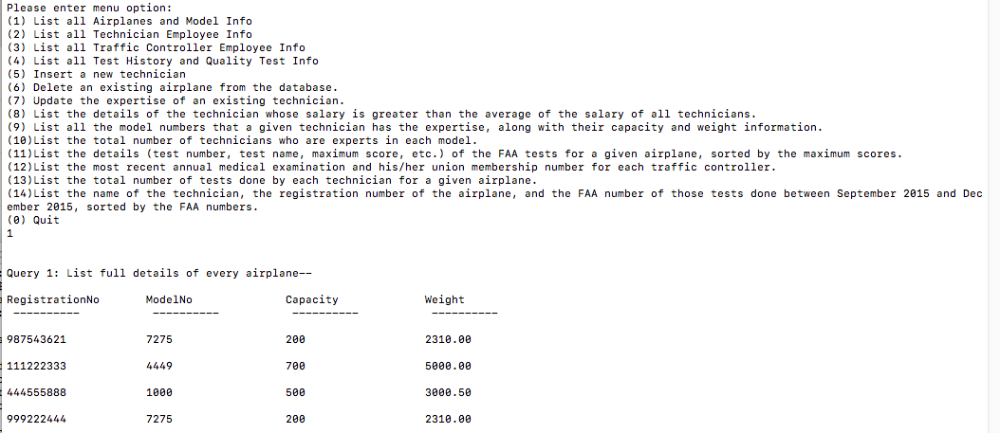 Please enter menu option:
(1) List all Airplanes and Model Info
(2) List all Technician Employee Info
(3) List all Traffic Controller Employee Info
(4) List all Test History and Quality Test Info
(5) Insert a new technician
(6) Delete an existing airplane from the database.
(7) Update the expertise of an existing technician.
(8) List the details of the technician whose salary is greater than the average of the salary of all technicians.
(9) List all the model numbers that a given technician has the expertise, along with their capacity and weight information.
(10)List the total number of technicians who are experts in each model.
(11)List the details (test number, test name, maximum score, etc.) of the FAA tests for a given airplane, sorted by the maximum scores.
(12)List the most recent annual medical examination and his/her union membership number for each traffic controller.
(13)List the total number of tests done by each technician for a given airplane.
(14)List the name of the technician, the registration number of the airplane, and the FAA number of those tests done between September 2015 and Dec
ember 2015, sorted by the FAA numbers.
(0) Quit
1
Query 1: List full details of every airplane--
RegistrationNo ModelNo Capacity Weight
---------- ---------- ---------- ----------
987543621 7275 200 2310.00
111222333 4449 700 5000.00
444555888 1000 500 3000.50
999222444 7275 200 2310.00